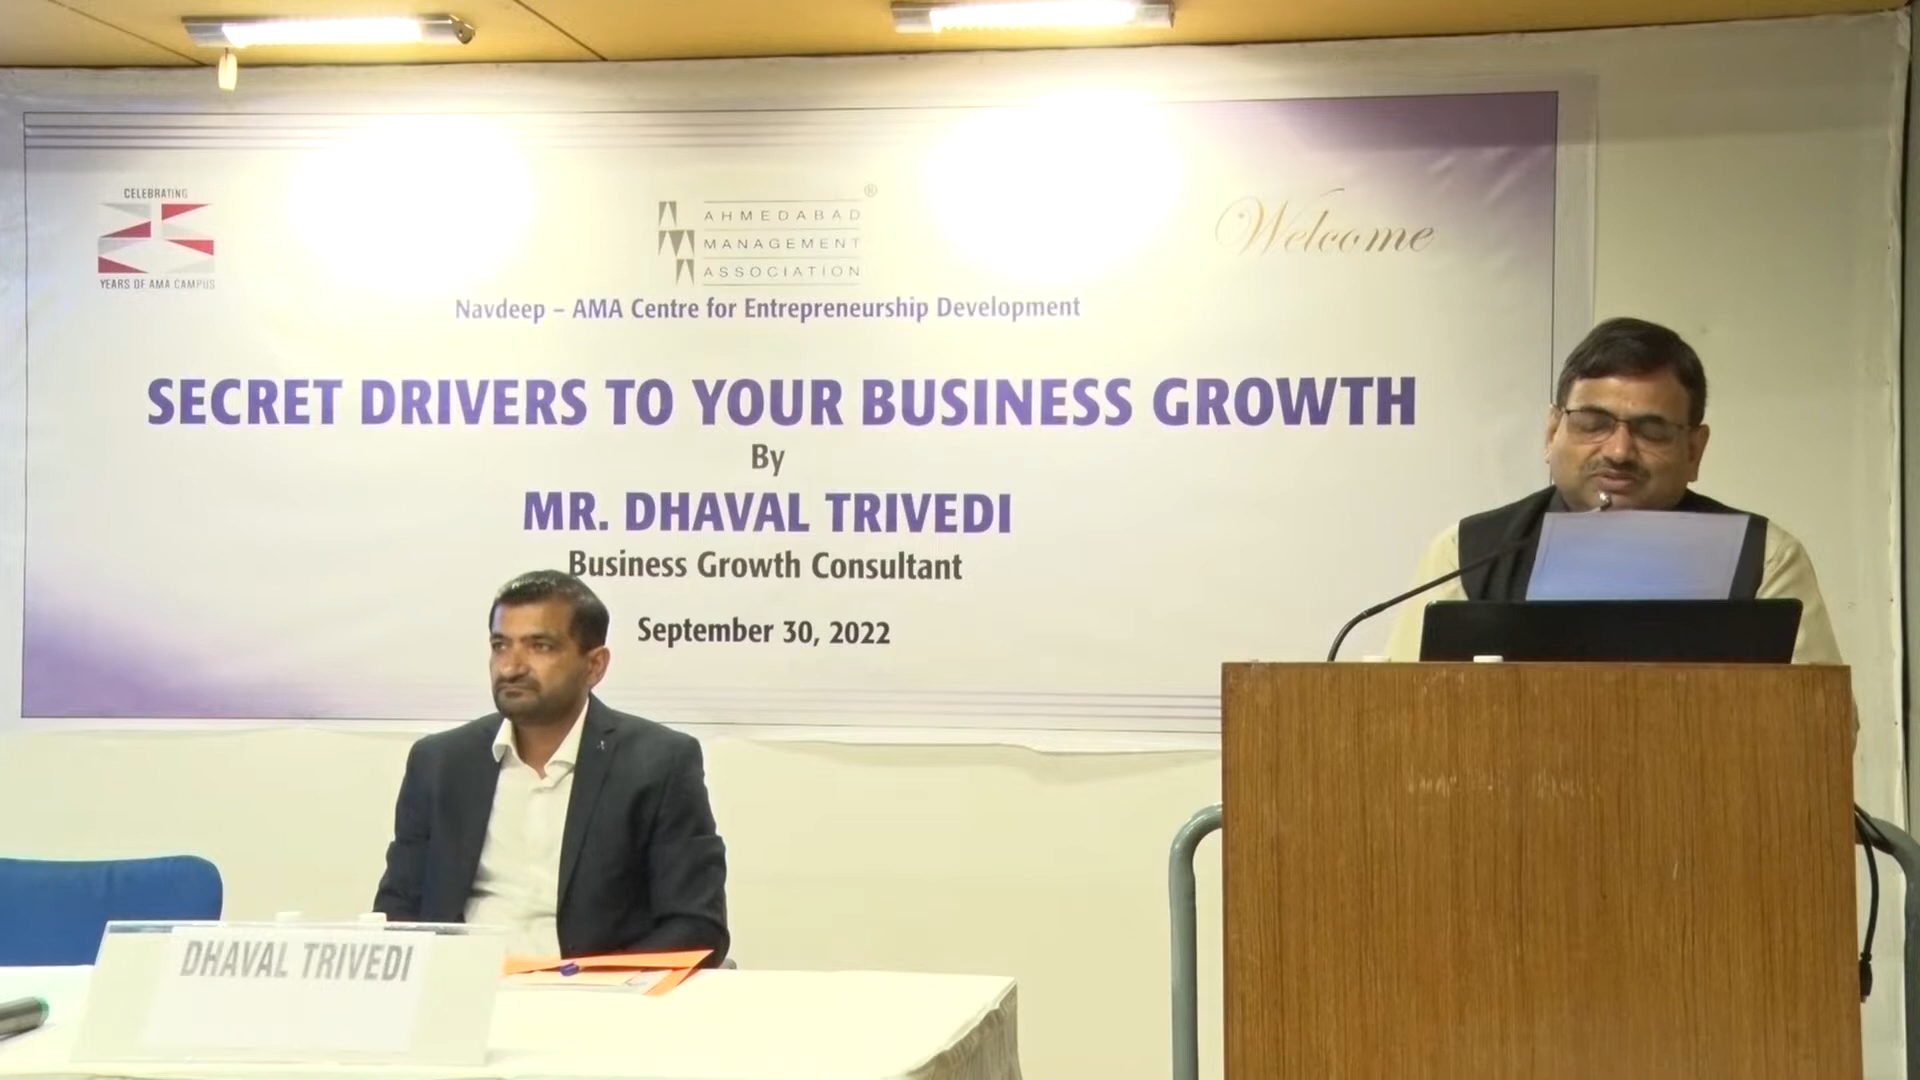 CELEBRATING
YEARS OF AMA CAMPUS
AHMEDABAD
MANAGEMENT
ASSOCIATION
®
Welcome
Navdeep – AMA Centre for Entrepreneurship Development
SECRET DRIVERS TO YOUR BUSINESS GROWTH
By
MR. DHAVAL TRIVEDI
Business Growth Consultant
September 30, 2022
DHAVAL TRIVEDI